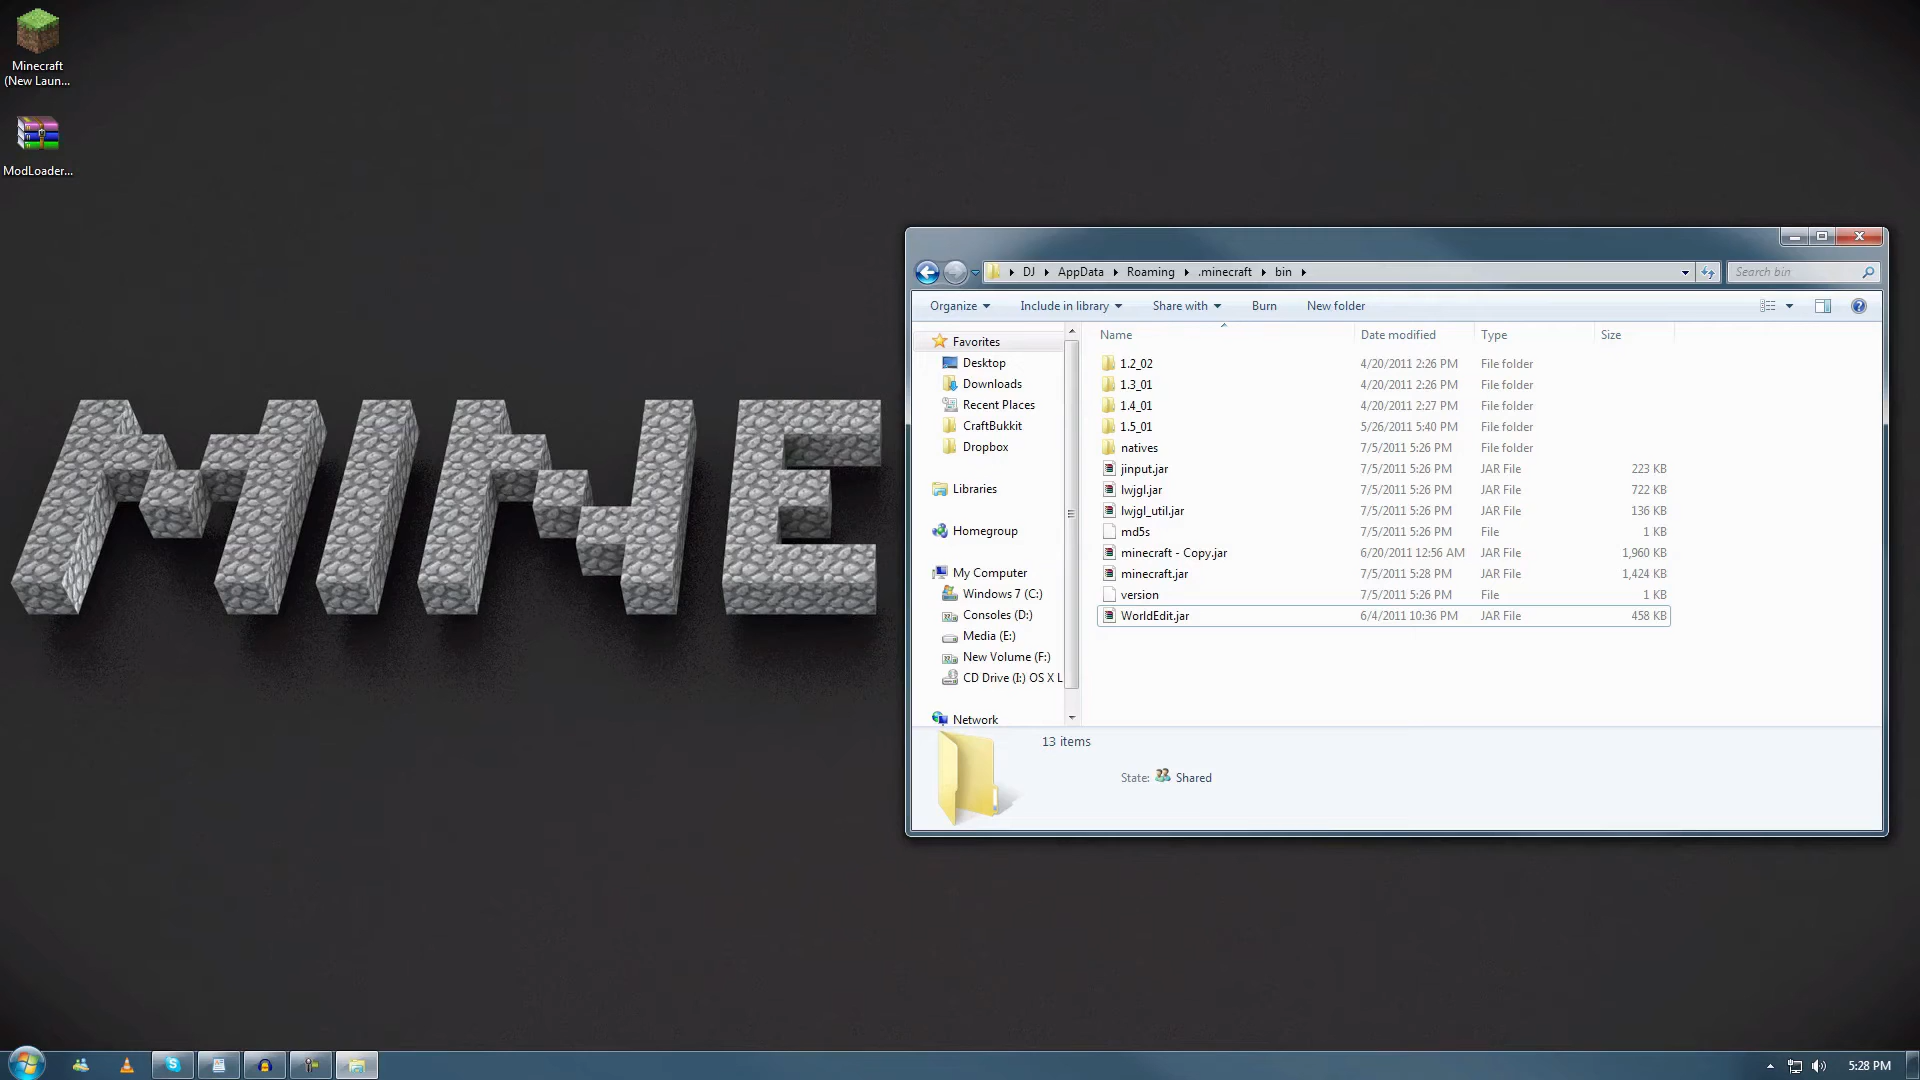 Minecraft
(New Laun...
ModLoader...
MINE
DJ AppData Roaming .minecraft bin
Search bin
Organize Include in library Share with Burn New folder
Favorites
Desktop
Downloads
Recent Places
CraftBukkit
Dropbox
Libraries
Homegroup
My Computer
Windows 7 (C:)
Consoles (D:)
Media (E:)
New Volume (F:)
CD Drive (I:) OS X L
Network
Name Date modified Type Size
1.2_02 4/20/2011 2:26 PM File folder
1.3_01 4/20/2011 2:26 PM File folder
1.4_01 4/20/2011 2:27 PM File folder
1.5_01 5/26/2011 5:40 PM File folder
natives 7/5/2011 5:26 PM File folder
jinput.jar 7/5/2011 5:26 PM JAR File 223 KB
lwjgl.jar 7/5/2011 5:26 PM JAR File 722 KB
lwjgl_util.jar 7/5/2011 5:26 PM JAR File 136 KB
md5s 7/5/2011 5:26 PM File 1 KB
minecraft - Copy.jar 6/20/2011 12:56 AM JAR File 1,960 KB
minecraft.jar 7/5/2011 5:28 PM JAR File 1,424 KB
version 7/5/2011 5:26 PM File 1 KB
WorldEdit.jar 6/4/2011 10:36 PM JAR File 458 KB
13 items
State: Shared
5:28 PM